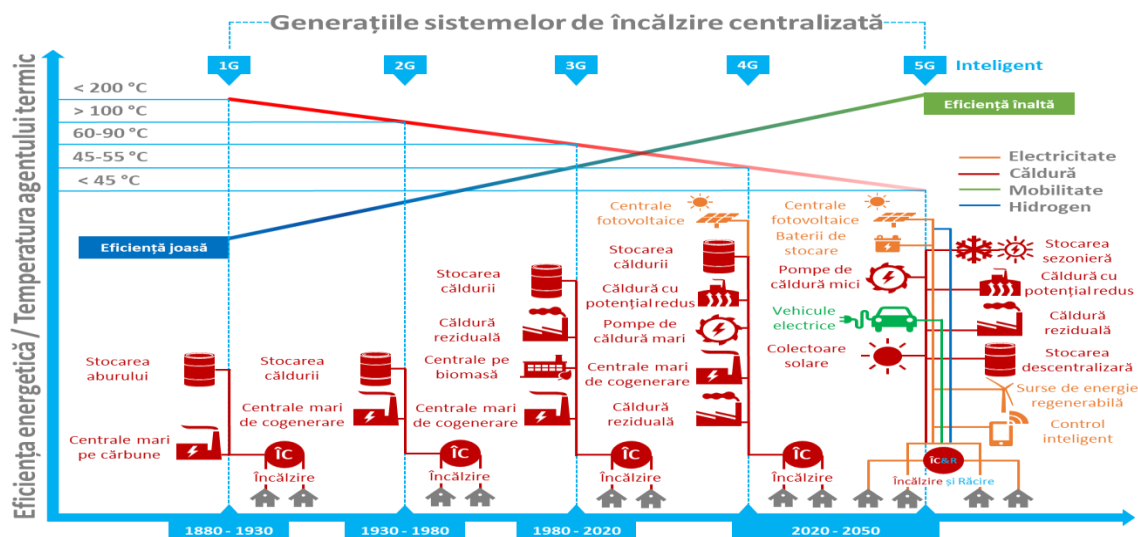 Generațiile sistemelor de încălzire centralizată
Eficiența energetică / Temperatura agentului termic
1G
2G
3G
4G
5G
Inteligent
< 200 °C
> 100 °C
60-90 °C
45-55 °C
< 45 °C
Eficiență joasă
Eficiență înaltă
Electricitate
Căldură
Mobilitate
Hidrogen
Stocarea
aburului
Centrale mari
pe cărbune
ÎC
Încălzire
Stocarea
căldurii
Centrale mari
de cogenerare
ÎC
Încălzire
Stocarea
căldurii
Căldură
reziduală
Centrale pe
biomasă
Centrale mari
de cogenerare
ÎC
Încălzire
Centrale
fotovoltaice
Stocarea
căldurii
Căldură cu
potențial redus
Pompe de
căldură mari
Centrale mari
de cogenerare
Căldură
reziduală
ÎC
Încălzire
Centrale
fotovoltaice
Baterii de
stocare
Pompe de
căldură mici
Vehicule
electrice
Colectoare
solare
Stocarea
sezonieră
Căldură cu
potențial redus
Căldură
reziduală
Stocarea
descentralizară
Surse de energie
regenerabilă
Control
inteligent
ÎC&R
Încălzire și Răcire
1880 - 1930
1930 - 1980
1980 - 2020
2020 - 2050